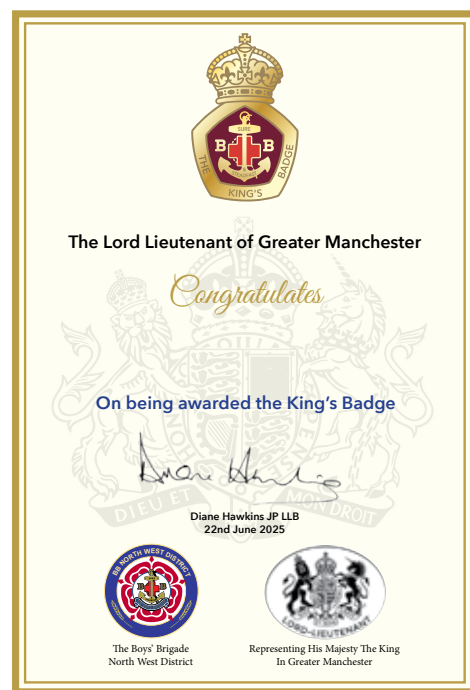 SURE
B B
STEDFAST
THE KING'S BADGE
The Lord Lieutenant of Greater Manchester
Congratulates
On being awarded the King's Badge
DIEU ET MON DROIT
Diane Hawkins JP LLB
22nd June 2025
BB NORTH WEST DISTRICT
LORD-LIEUTENANT
The Boys' Brigade
North West District
Representing His Majesty The King
In Greater Manchester